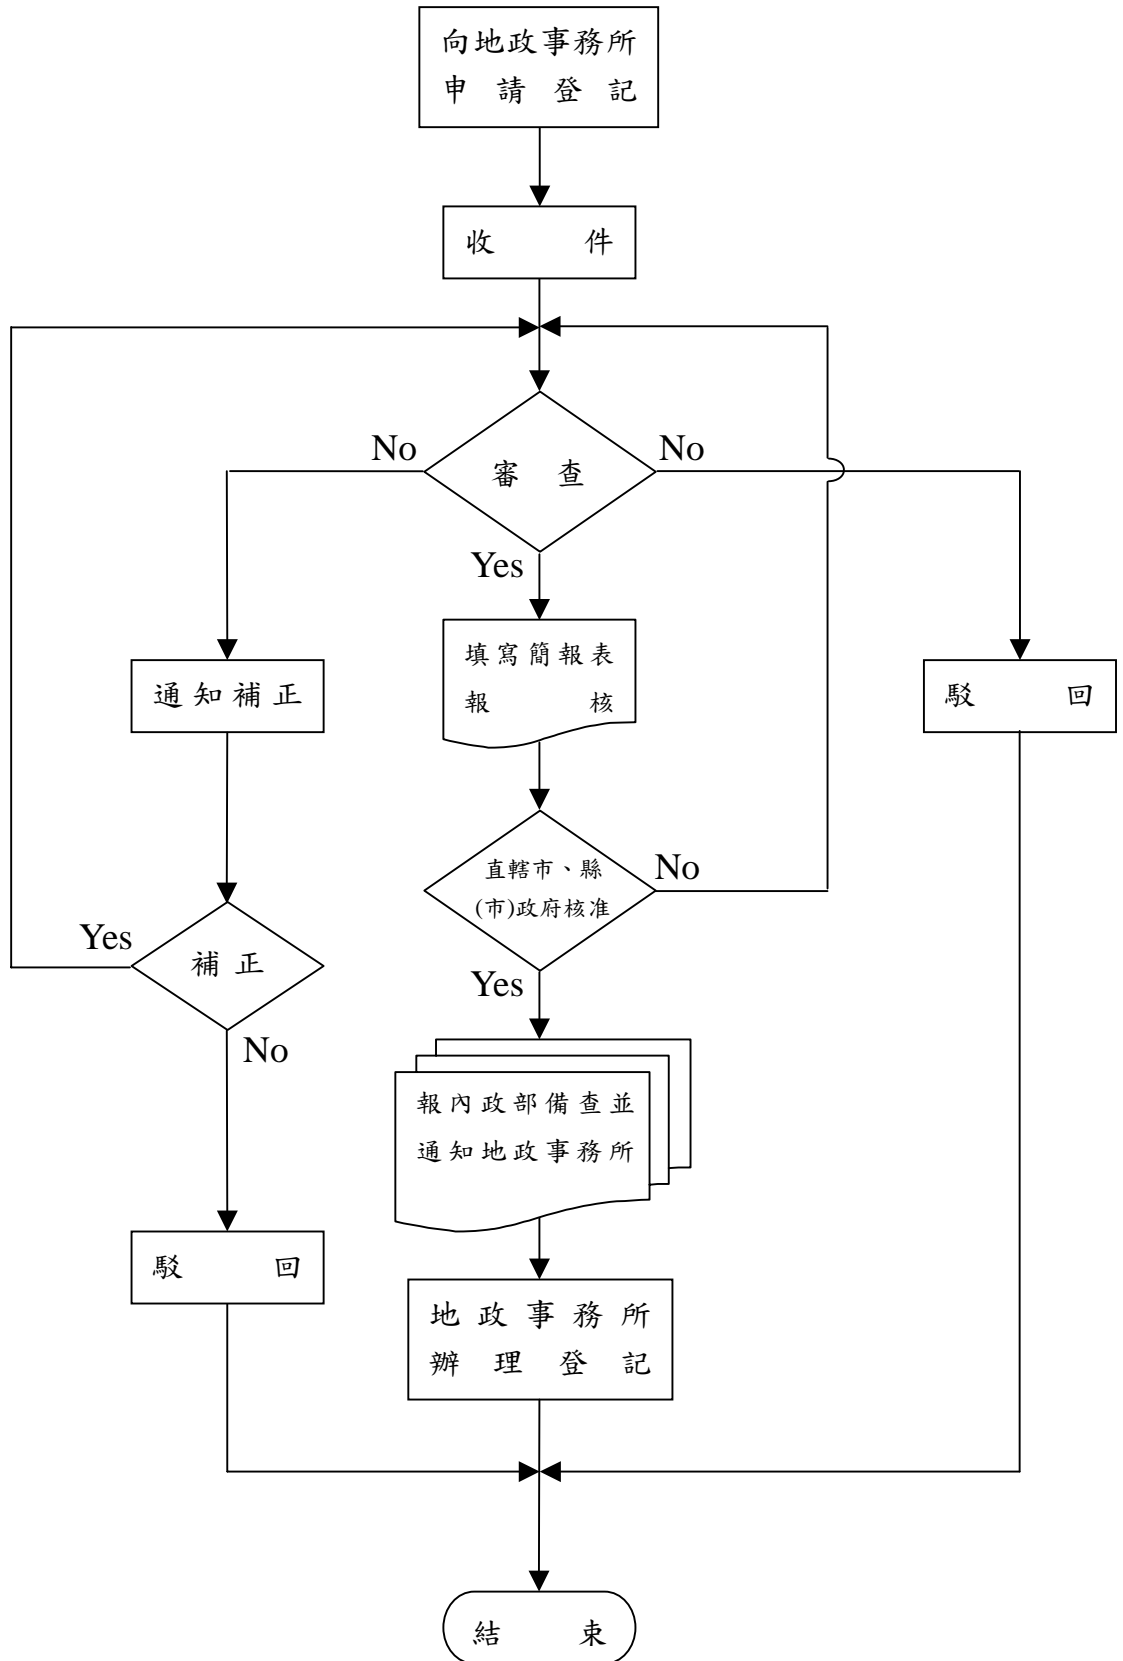 向地政事務所
申請登記
收件
No
審查
No
Yes
通知補正
填寫簡報表
報核
駁回
直轄市、縣
(市)政府核准
No
Yes
補正
Yes
No
報內政部備查並
通知地政事務所
駁回
地政事務所
辦理登記
結束